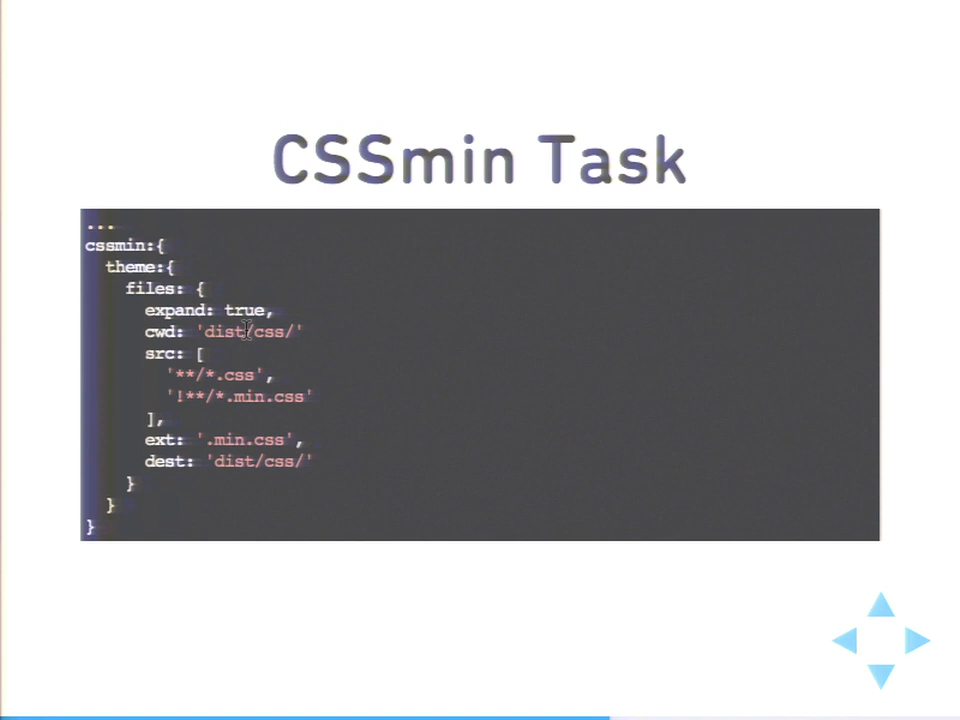 CSSmin Task
...
cssmin:{
theme:{
files: {
expand: true,
cwd: 'dist/css/'
src: [
'**/*.css',
'!**/*.min.css'
],
ext: '.min.css',
dest: 'dist/css/'
}
}
}